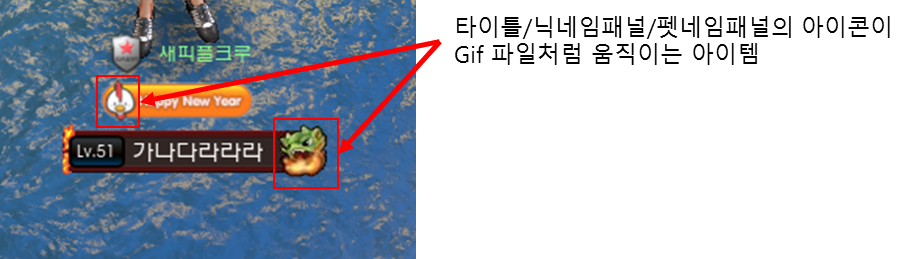 타이틀/닉네임패널/펫네임패널의 아이콘이
Gif 파일처럼 움직이는 아이템
새피플크루
ppy New Year
Lv.51 가나다라라라